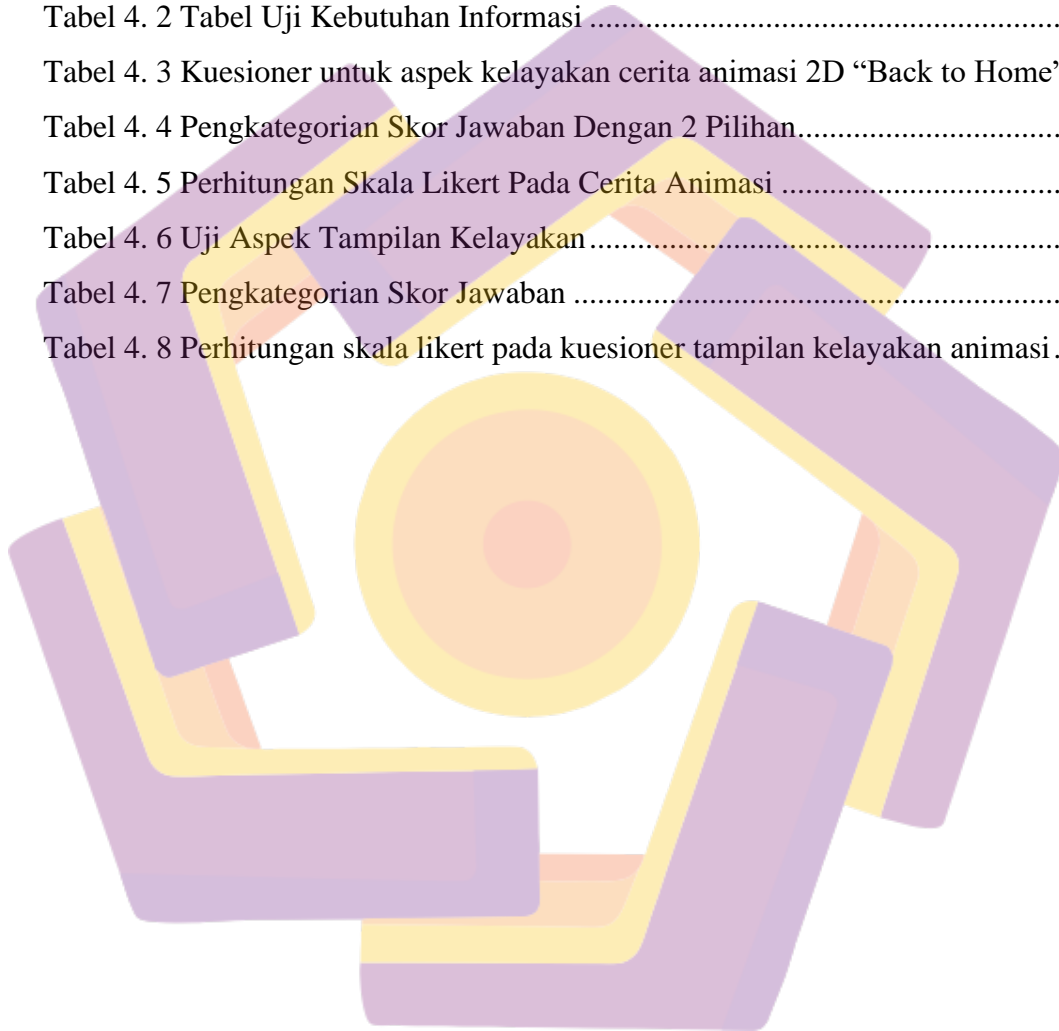 Tabel 4. 2 Tabel Uji Kebutuhan Informasi ..................................................
Tabel 4. 3 Kuesioner untuk aspek kelayakan cerita animasi 2D “Back to Home”
Tabel 4. 4 Pengkategorian Skor Jawaban Dengan 2 Pilihan............................
Tabel 4. 5 Perhitungan Skala Likert Pada Cerita Animasi ..............................
Tabel 4. 6 Uji Aspek Tampilan Kelayakan..................................................
Tabel 4. 7 Pengkategorian Skor Jawaban ....................................................
Tabel 4. 8 Perhitungan skala likert pada kuesioner tampilan kelayakan animasi.